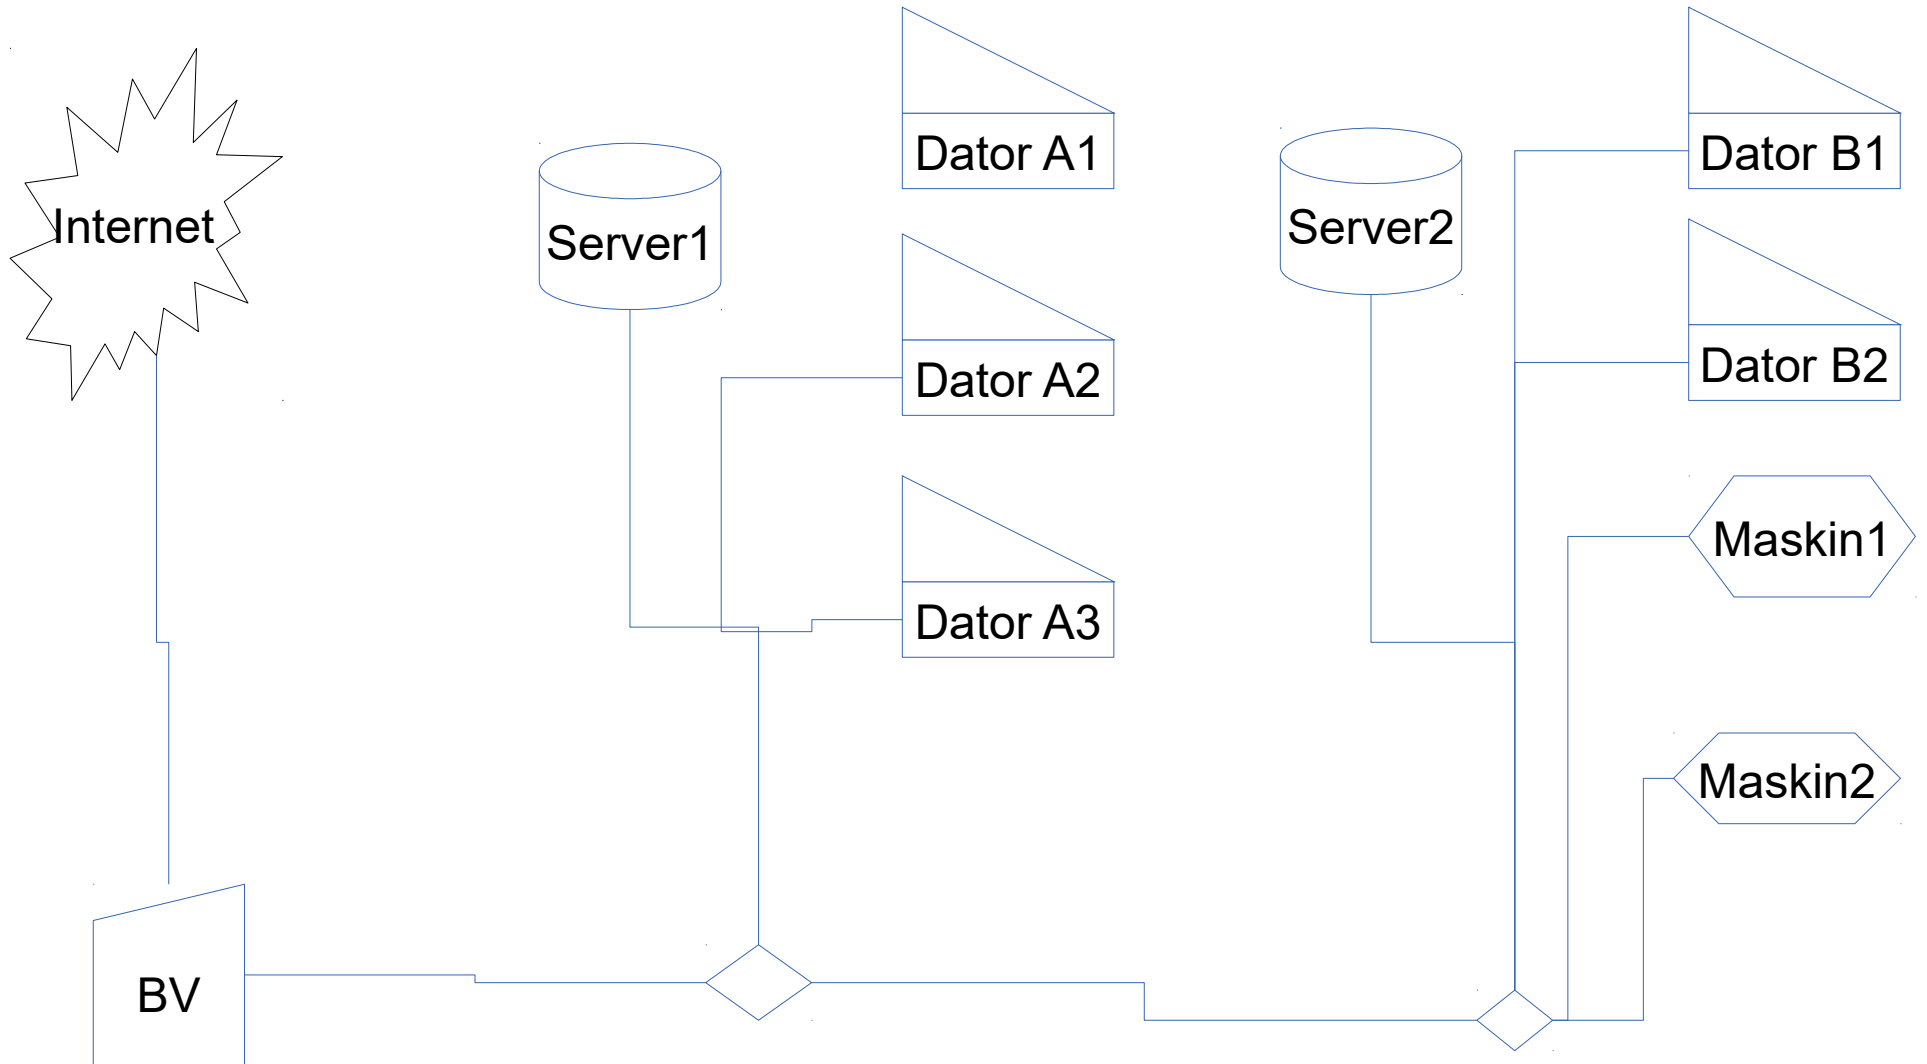 Internet
Server1
Dator A1
Dator A2
Dator A3
Server2
Dator B1
Dator B2
Maskin1
Maskin2
BV